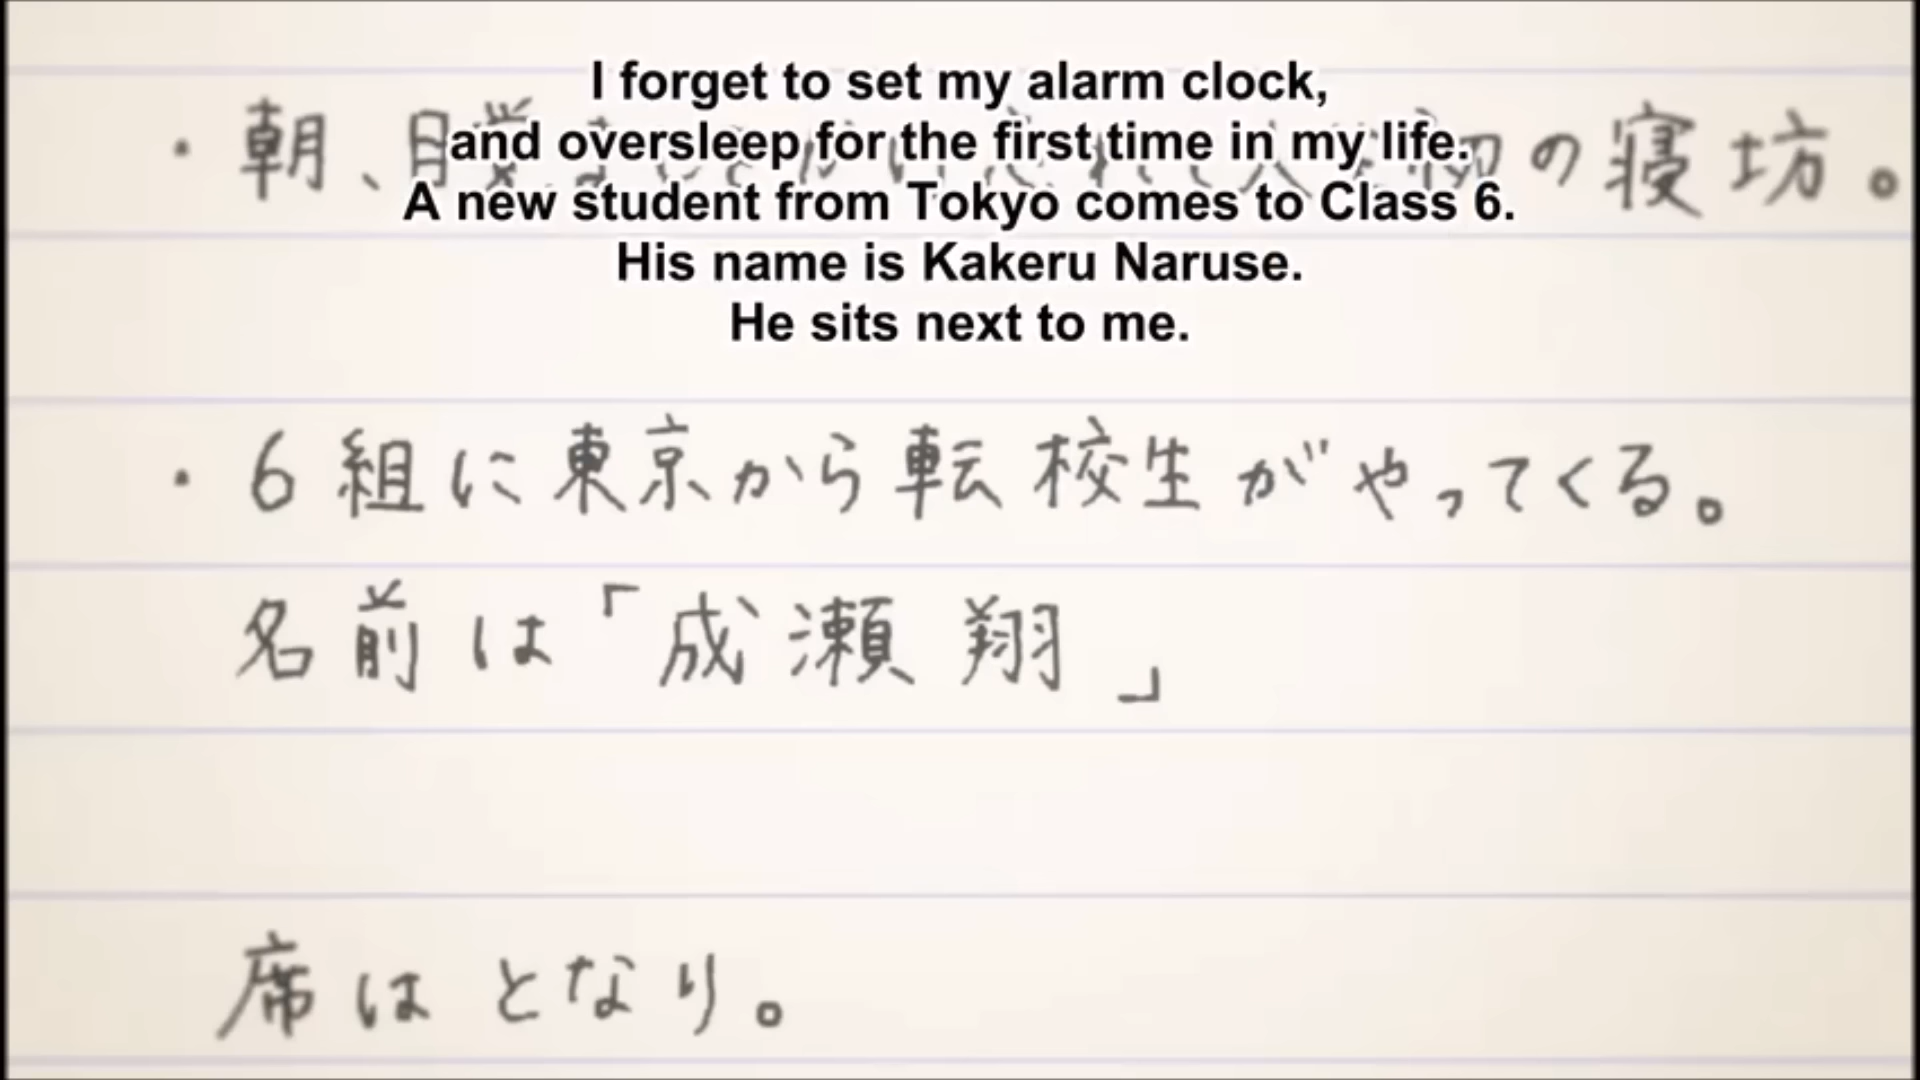 I forget to set my alarm clock,
and oversleep for the first time in my life.
A new student from Tokyo comes to Class 6.
His name is Kakeru Naruse.
He sits next to me.
・朝、目覚 の寝坊。
・6組に東京から転校生がやってくる。
名前は「成瀬 翔 」
席はとなり。